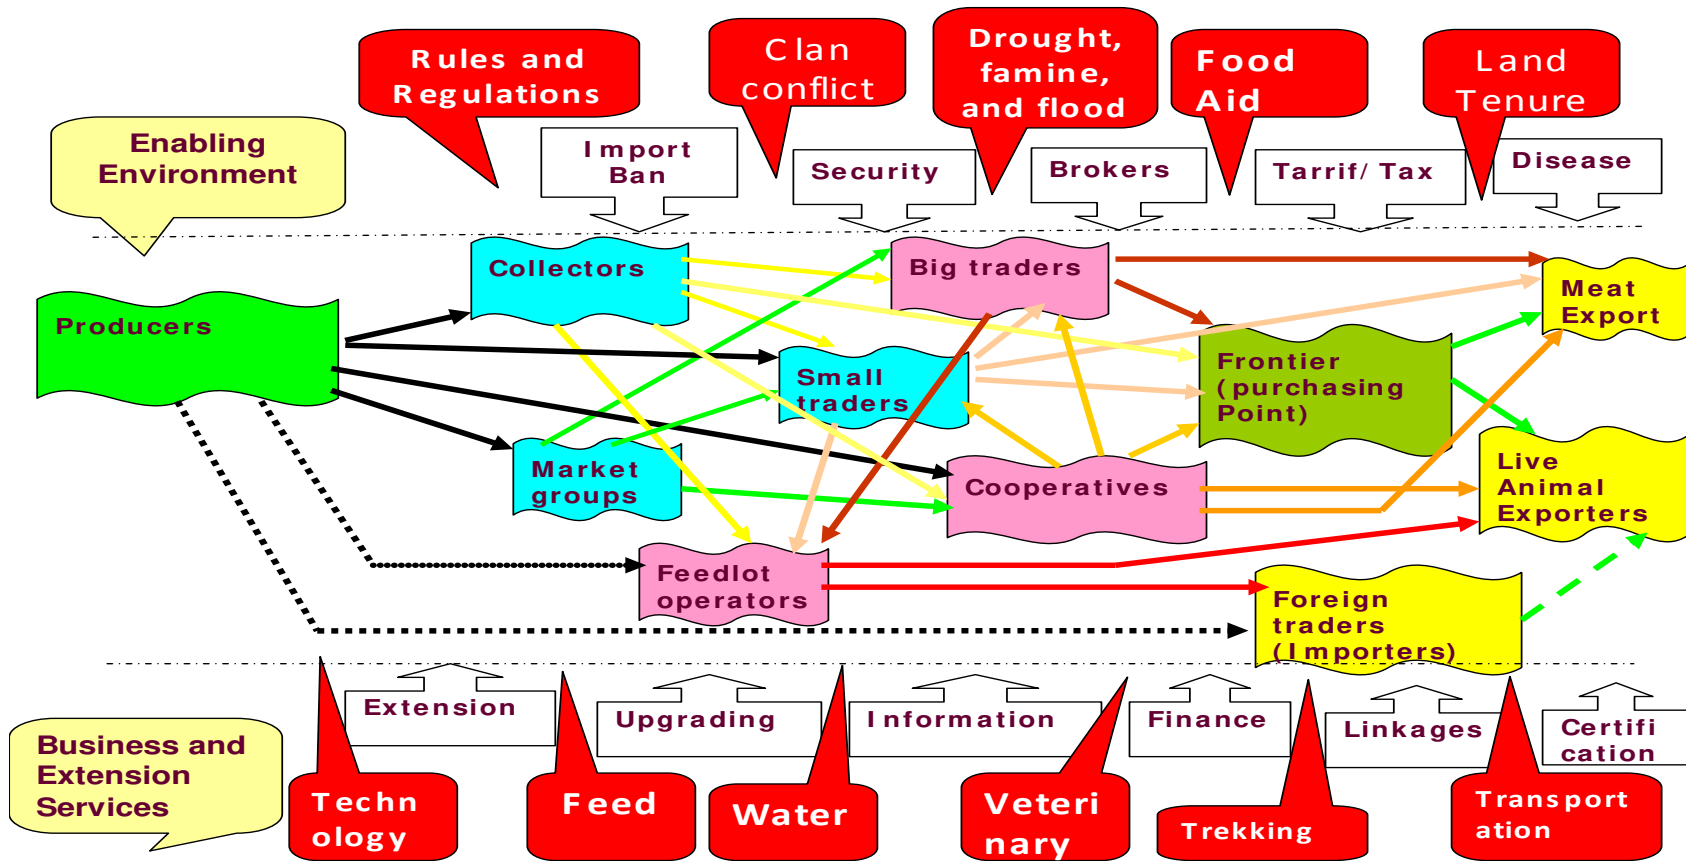 Rules and
Regulations
Clan
conflict
Drought,
famine,
and flood
Food
Aid
Land
Tenure
Enabling
Environment
Import
Ban
Security
Brokers
Tarrif/ Tax
Disease
Collectors
Big traders
Meat
Export
Producers
Small
traders
Frontier
(purchasing
Point)
Market
groups
Cooperatives
Live
Animal
Exporters
Feedlot
operators
Foreign
traders
(Importers)
Extension
Upgrading
Information
Finance
Linkages
Certifi
cation
Business and
Extension
Services
Techn
ology
Feed
Water
Veteri
nary
Trekking
Transport
ation